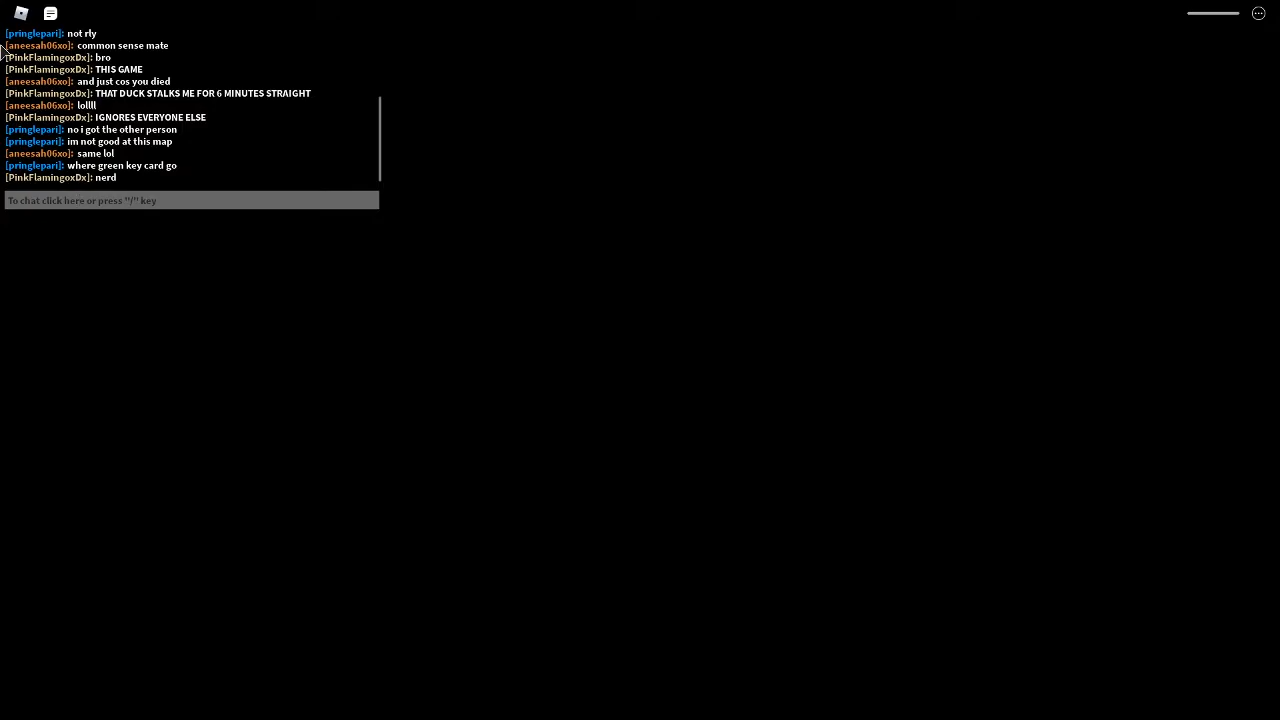 [pringlepari]: not rly
[aneesah06xo]: common sense mate
[PinkFlamingoxDx]: bro
[PinkFlamingoxDx]: THIS GAME
[aneesah06xo]: and just cos you died
[PinkFlamingoxDx]: THAT DUCK STALKS ME FOR 6 MINUTES STRAIGHT
[aneesah06xo]: lollll
[PinkFlamingoxDx]: IGNORES EVERYONE ELSE
[pringlepari]: no i got the other person
[pringlepari]: im not good at this map
[aneesah06xo]: same lol
[pringlepari]: where green key card go
[PinkFlamingoxDx]: nerd
To chat click here or press "/" key